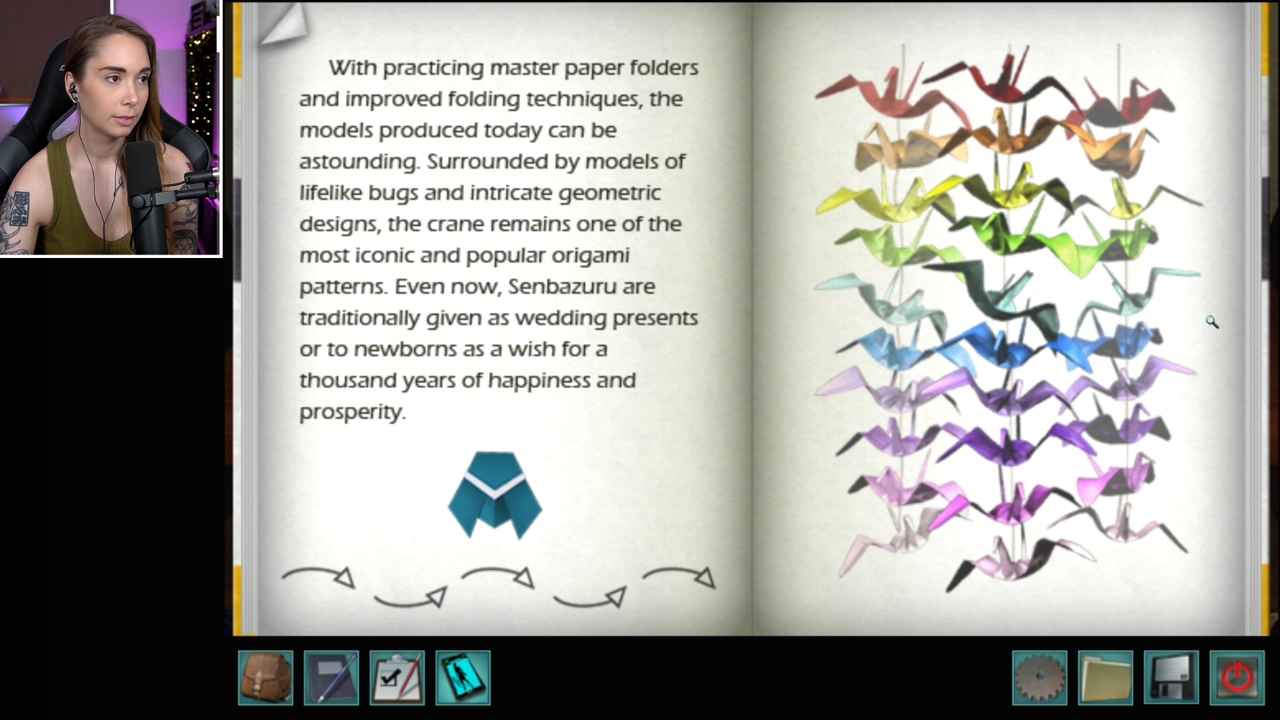 With practicing master paper folders
and improved folding techniques, the
models produced today can be
astounding. Surrounded by models of
lifelike bugs and intricate geometric
designs, the crane remains one of the
most iconic and popular origami
patterns. Even now, Senbazuru are
traditionally given as wedding presents
or to newborns as a wish for a
thousand years of happiness and
prosperity.